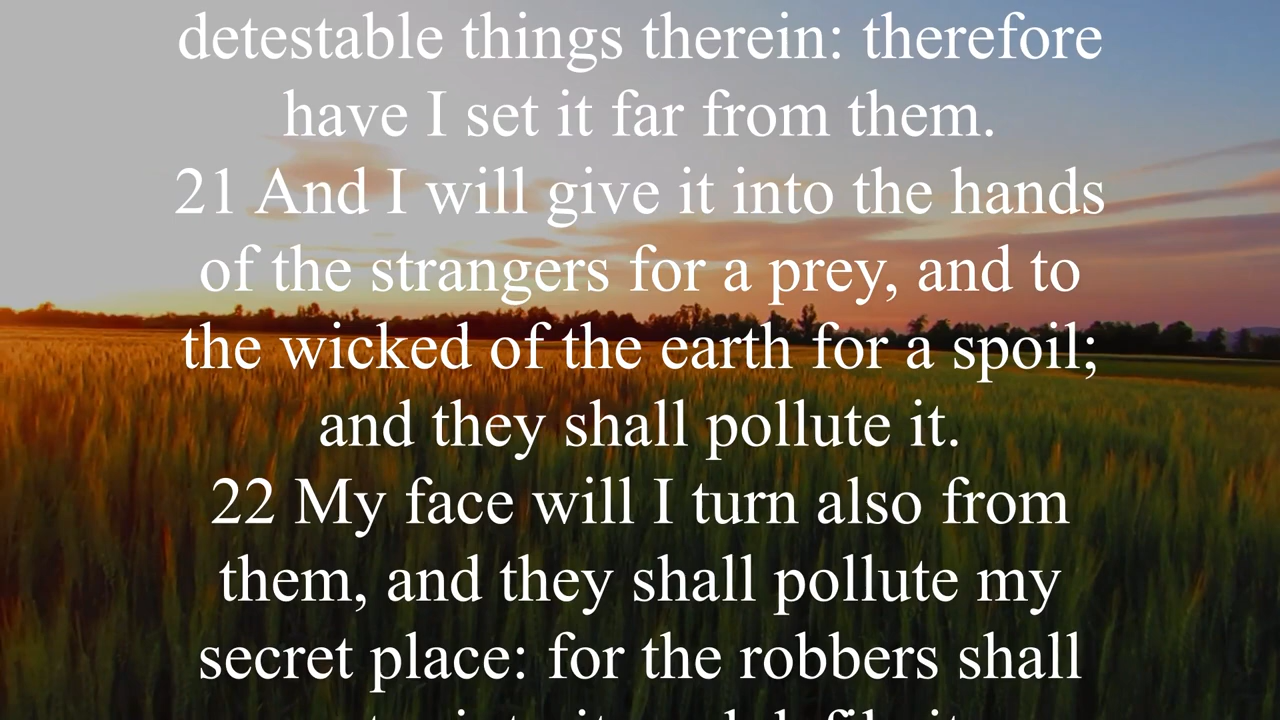 detestable things therein: therefore
have I set it far from them.
21 And I will give it into the hands
of the strangers for a prey, and to
the wicked of the earth for a spoil;
and they shall pollute it.
22 My face will I turn also from
them, and they shall pollute my
secret place: for the robbers shall